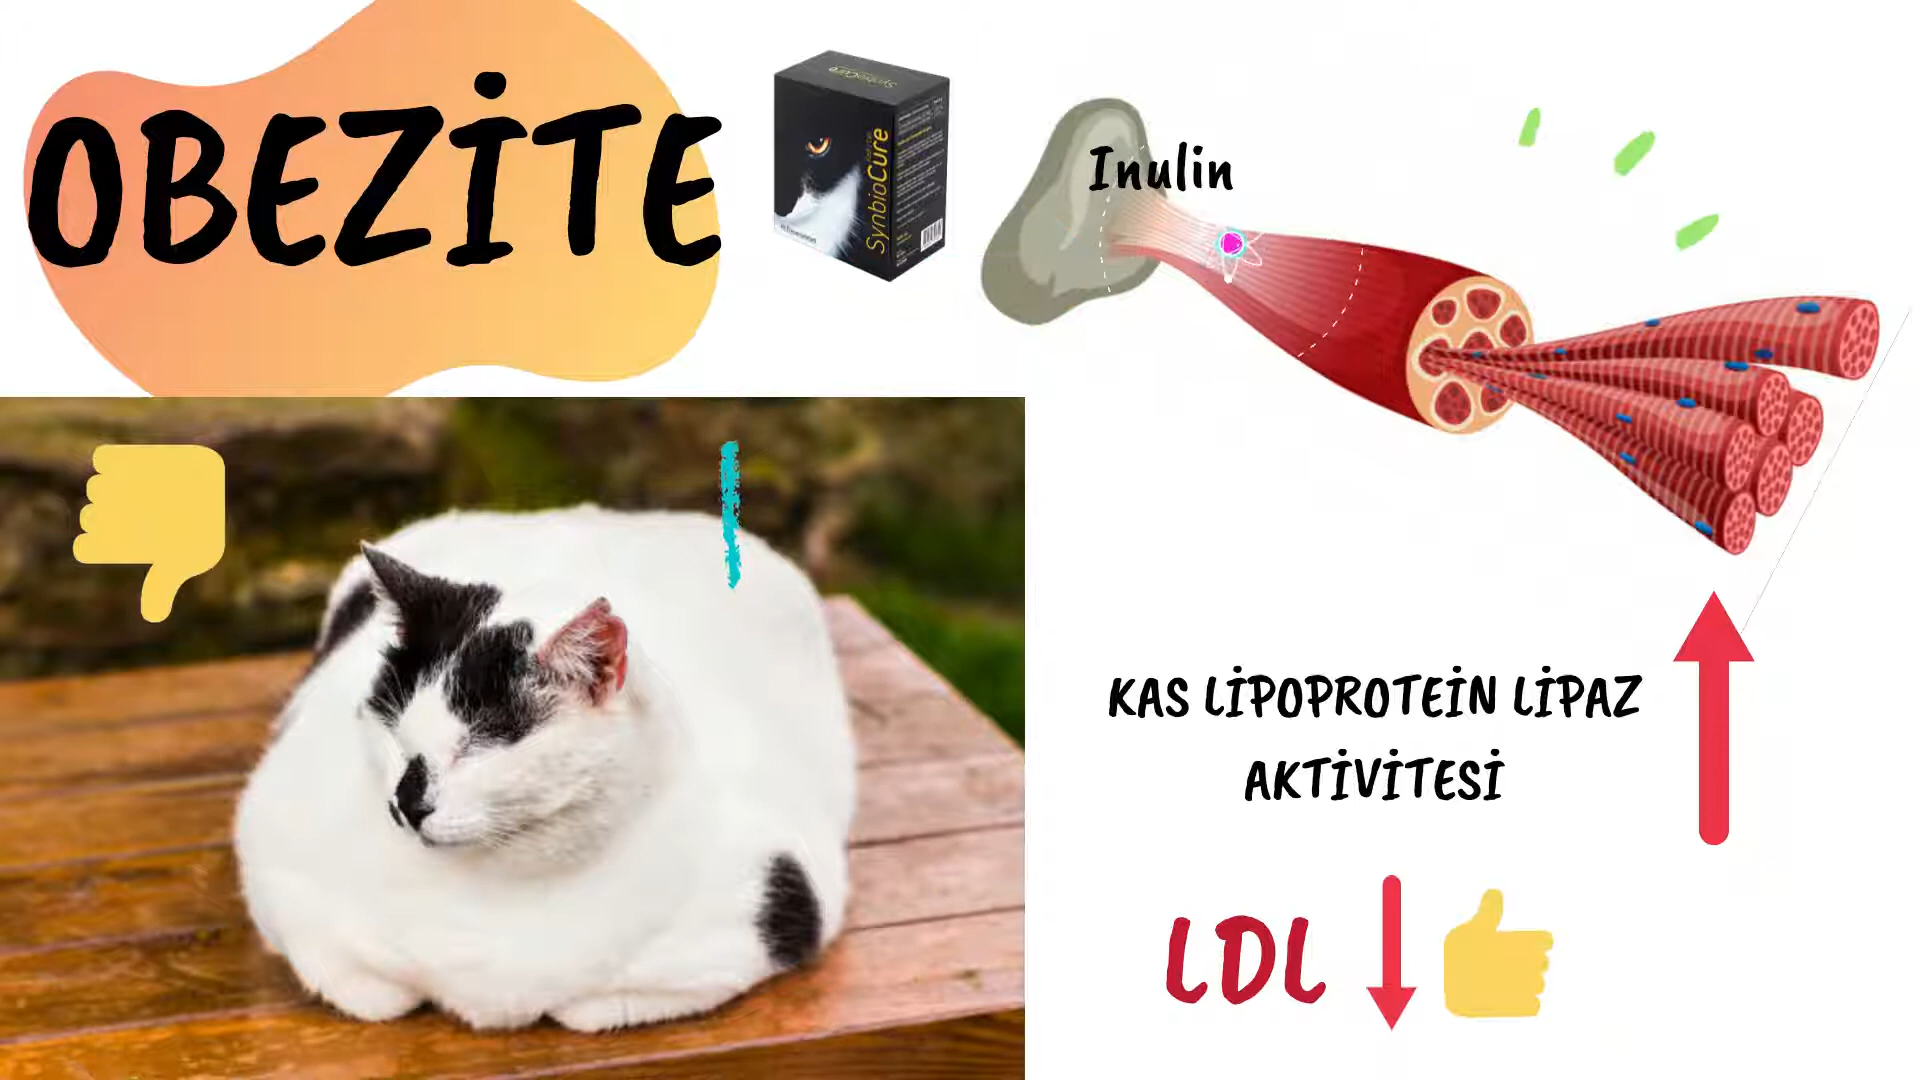 OBEZİTE
SynbioCure
Inulin
KAS LİPOPROTEİN LİPAZ
AKTİVİTESİ
LDL